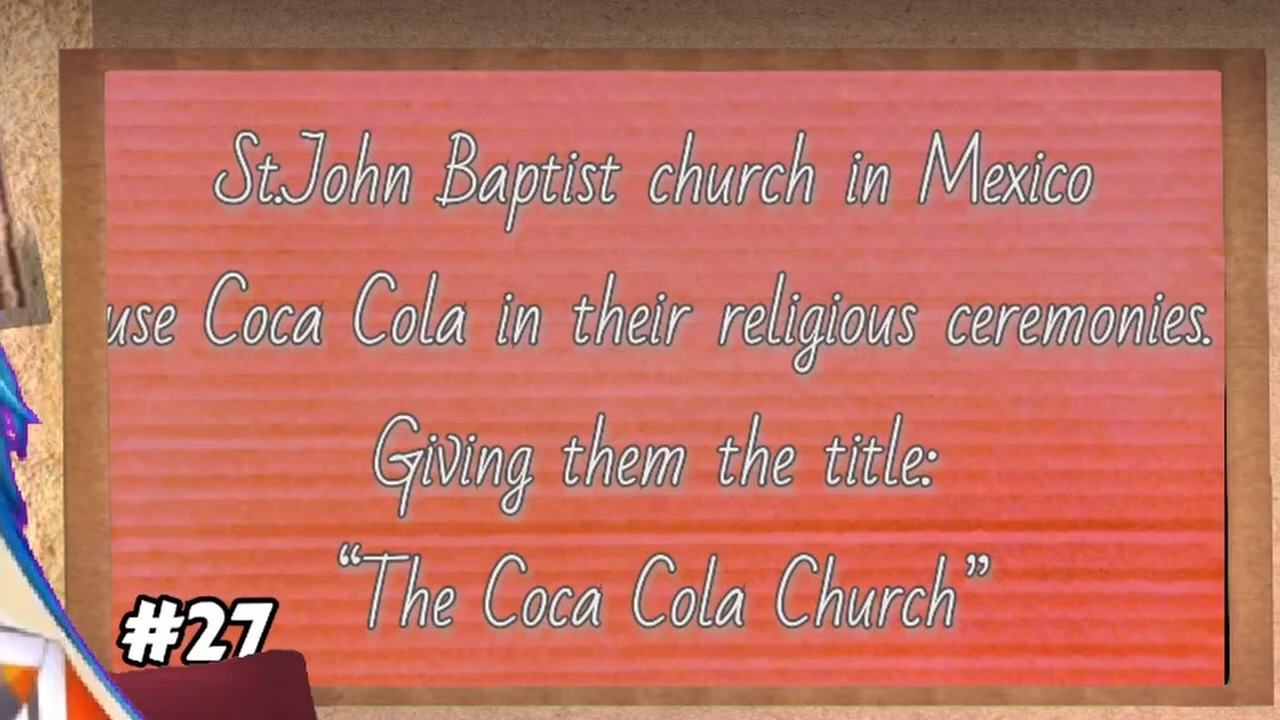 St.John Baptist church in Mexico
use Coca Cola in their religious ceremonies.
Giving them the title:
“The Coca Cola Church”
#27